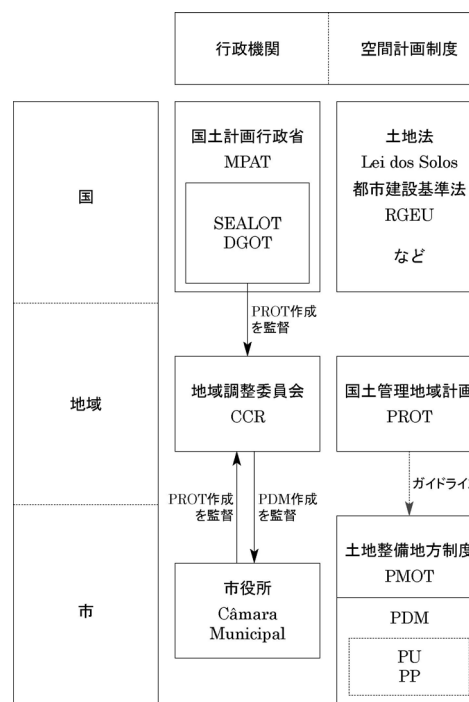 行政機関
空間計画制度
国
国土計画行政省
MPAT
SEALOT
DGOT
土地法
Lei dos Solos
都市建設基準法
RGEU
など
PROT作成
を監督
地域
地域調整委員会
CCR
国土管理地域計画
PROT
PROT作成
を監督
PDM作成
を監督
ガイドライ
市
市役所
Câmara
Municipal
土地整備地方制度
PMOT
PDM
PU
PP